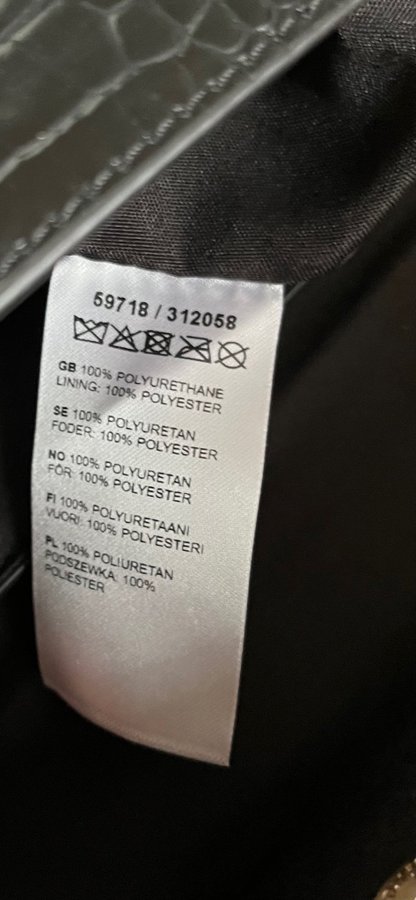 59718 / 312058
GB 100% POLYURETHANE
LINING: 100% POLYESTER
SE 100% POLYURETAN
FODER: 100% POLYESTER
NO 100% POLYURETAN
FÔR: 100% POLYESTER
FI 100% POLYURETAANI
VUORI: 100% POLYESTERI
PL 100% POLIURETAN
PODSZEWKA: 100%
POLIESTER